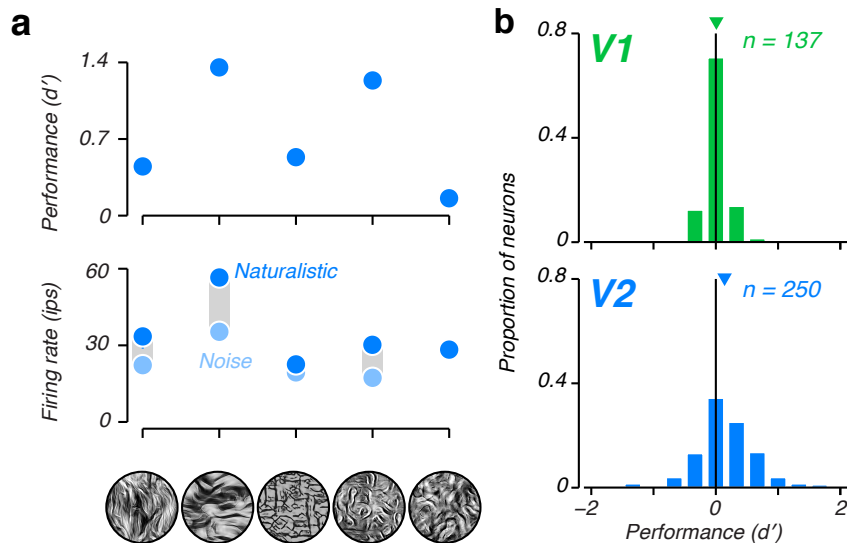 a
Performance (d′)
1.4
0.7
0
Firing rate (ips)
60
30
0
Naturalistic
Noise
b
Proportion of neurons
V1
n = 137
0.8
0.4
0
V2
n = 250
0.8
0.4
0
−2
0
2
Performance (d′)